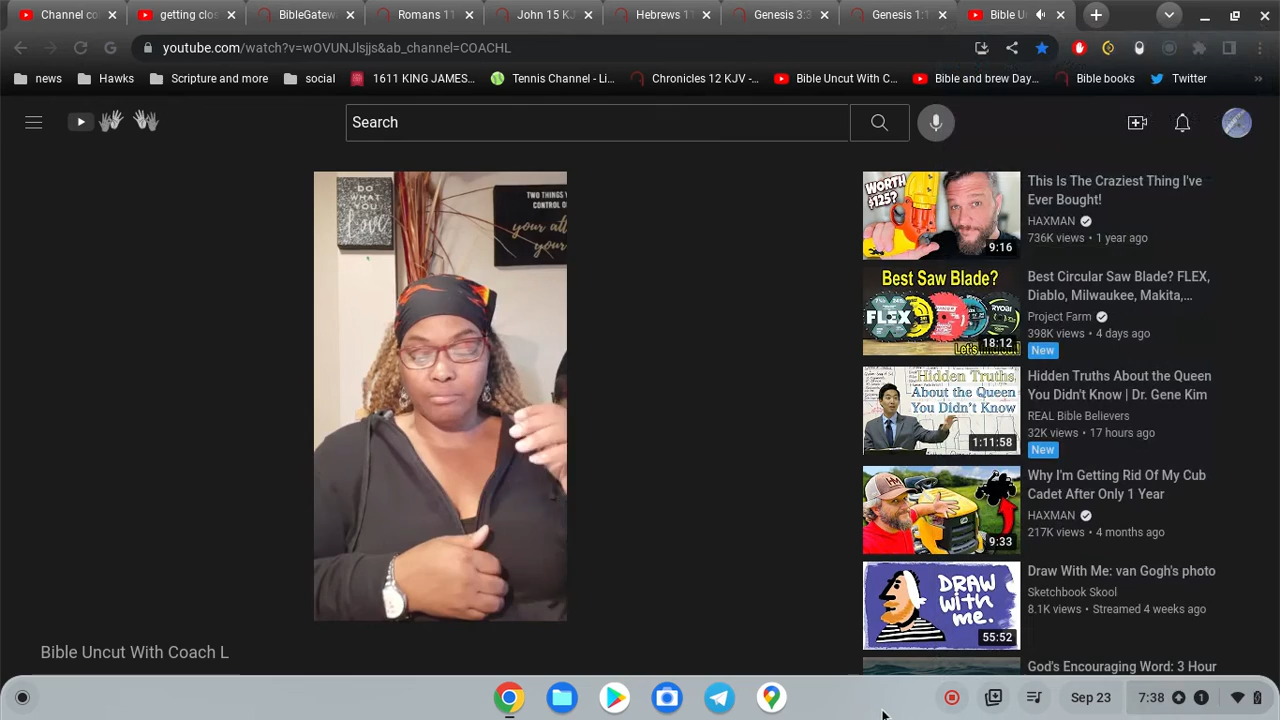 Channel co
getting clos
BibleGatew
Romans 11
John 15 KJ
Hebrews 11
Genesis 3:3
Genesis 1:1
Bible U
youtube.com/watch?v=wOVUNJlsjjs&ab_channel=COACHL
news
Hawks
Scripture and more
social
1611 KING JAMES...
Tennis Channel - Li...
Chronicles 12 KJV -...
Bible Uncut With C...
Bible and brew Day...
Bible books
Twitter
Search
DO
WHAT
YOU
Love
TWO THINGS Y
CONTROL O
your att
your
Bible Uncut With Coach L
WORTH
$125?
9:16
This Is The Craziest Thing I've
Ever Bought!
HAXMAN
736K views • 1 year ago
Best Saw Blade?
FLEX
RYOBI
Let's find out!
18:12
Best Circular Saw Blade? FLEX,
Diablo, Milwaukee, Makita,...
Project Farm
398K views • 4 days ago
New
Hidden Truths
About the Queen
You Didn't Know
1:11:58
Hidden Truths About the Queen
You Didn't Know | Dr. Gene Kim
REAL Bible Believers
32K views • 17 hours ago
New
9:33
Why I'm Getting Rid Of My Cub
Cadet After Only 1 Year
HAXMAN
217K views • 4 months ago
DRAW
with
me.
55:52
Draw With Me: van Gogh's photo
Sketchbook Skool
8.1K views • Streamed 4 weeks ago
God's Encouraging Word: 3 Hour
Sep 23
7:38
1